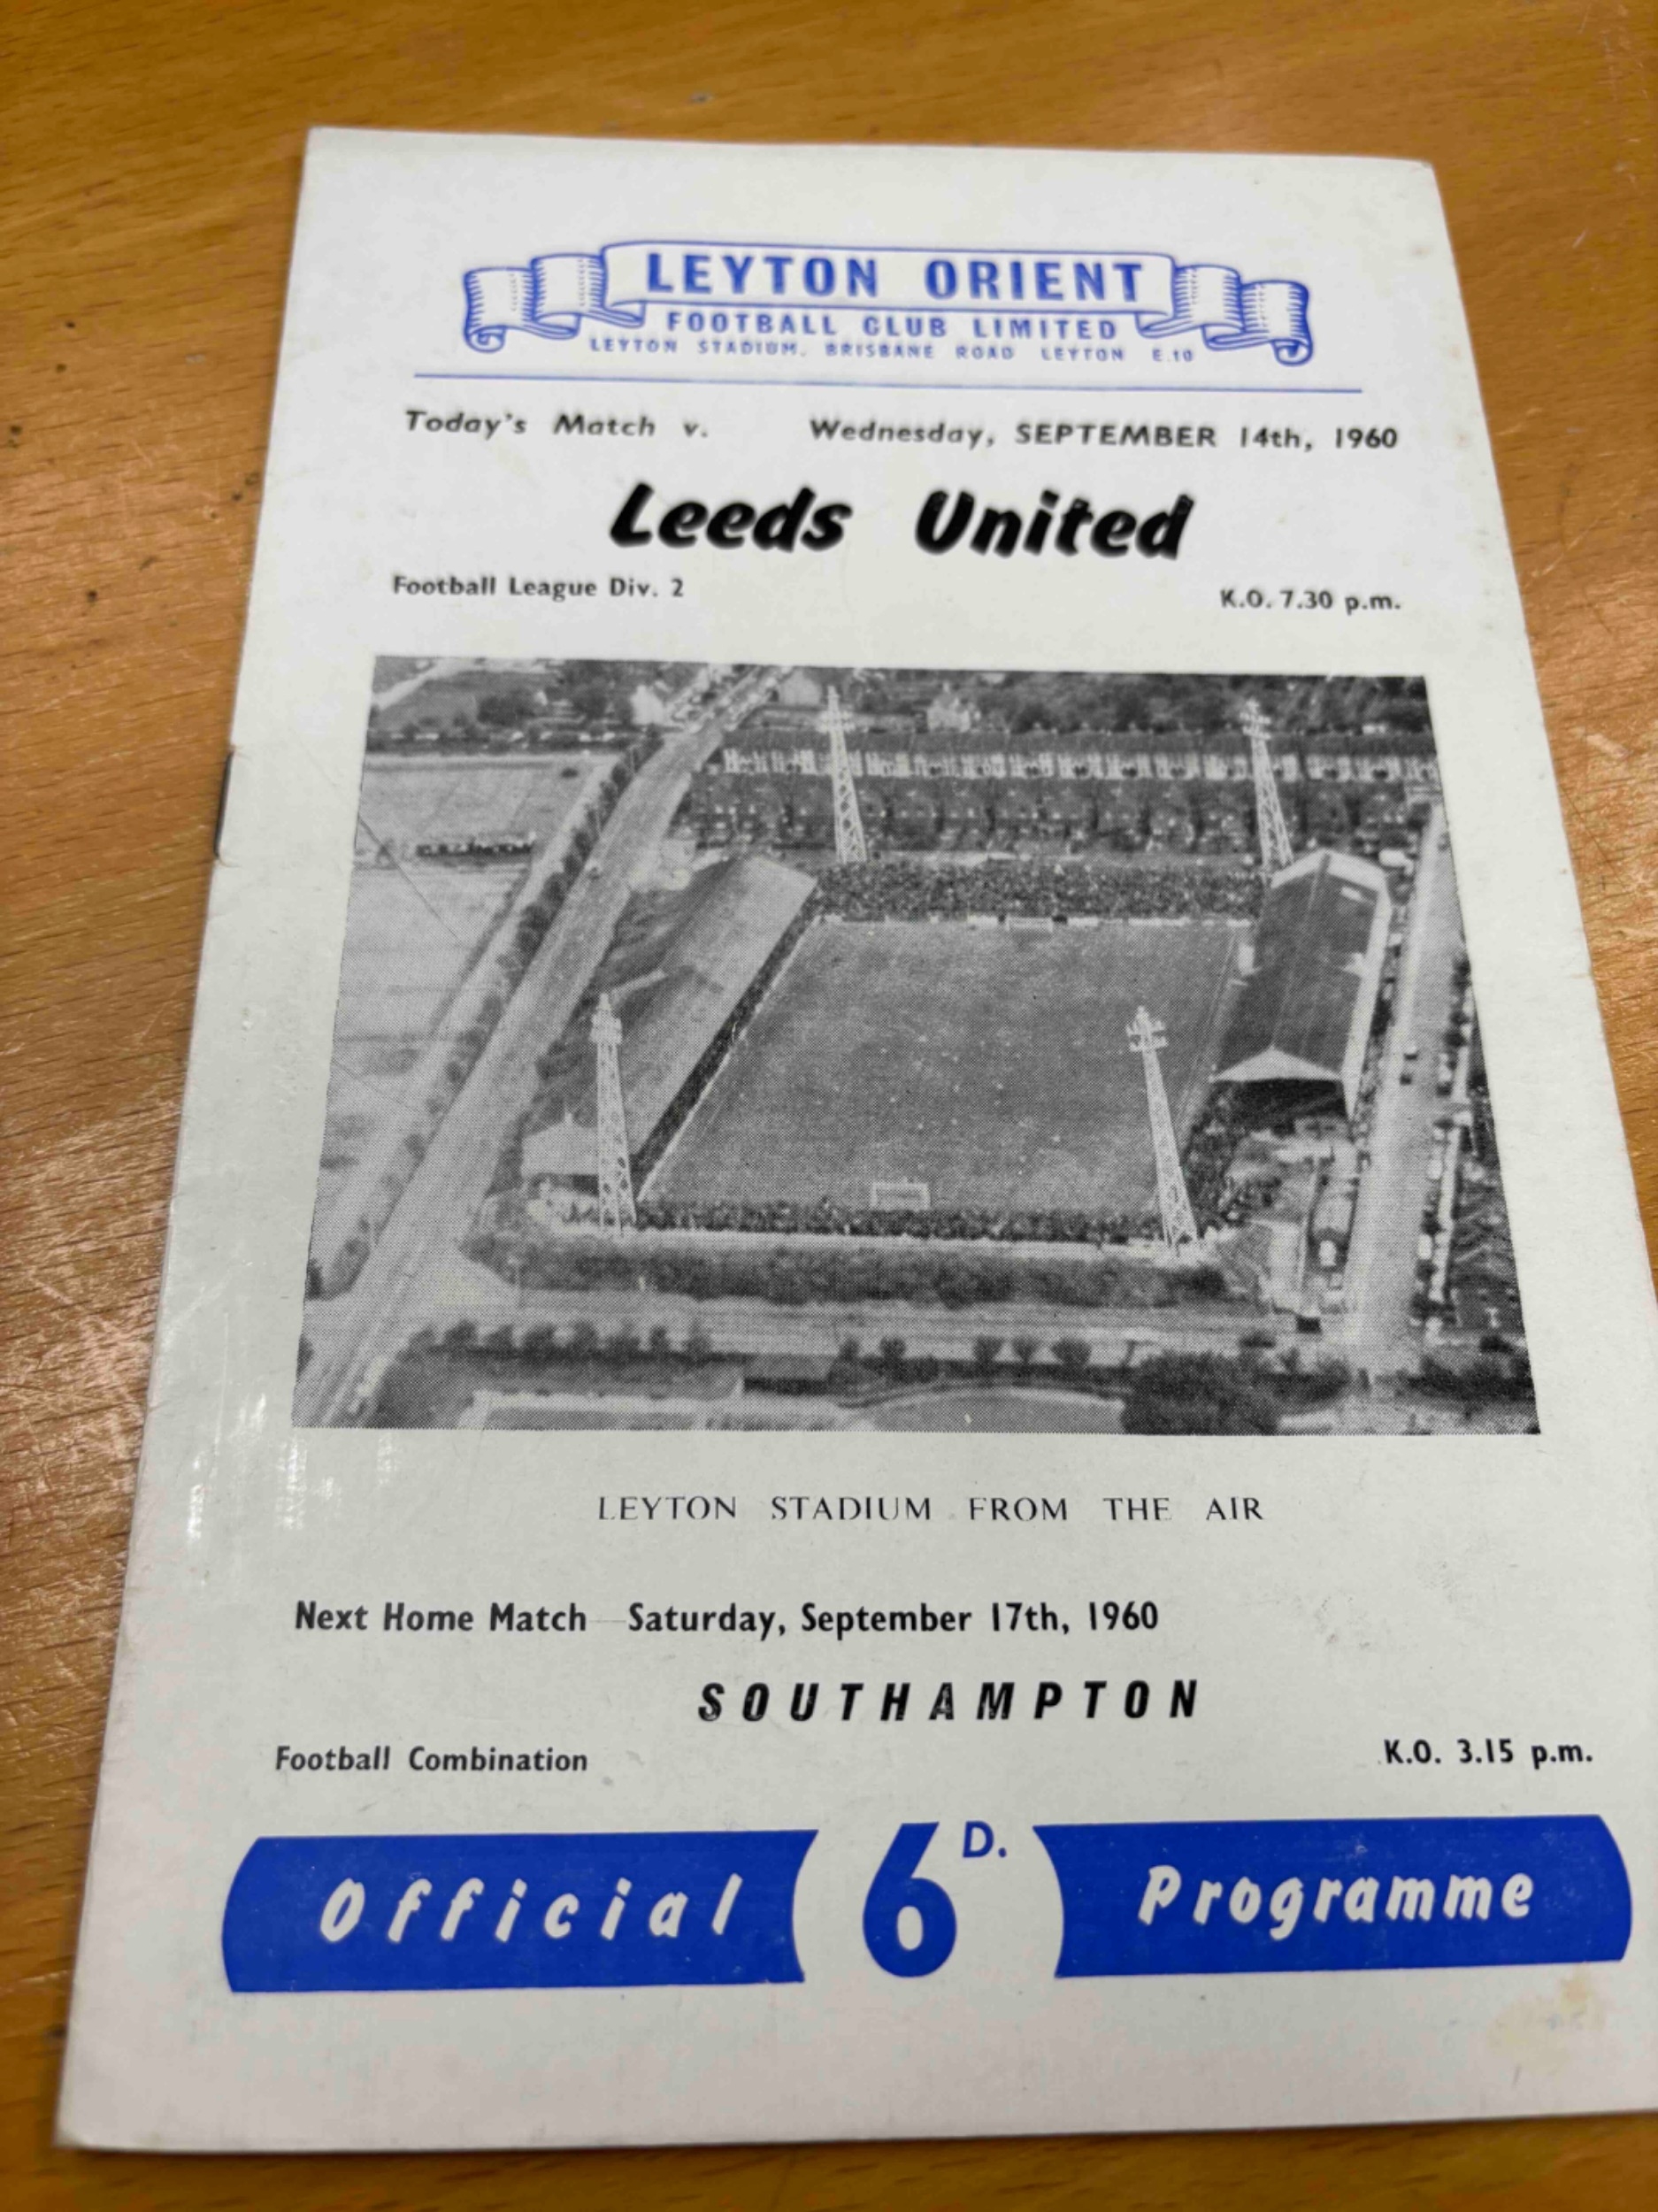 LEYTON ORIENT
FOOTBALL CLUB LIMITED
LEYTON STADIUM, BRISBANE ROAD LEYTON E.10
Today's Match v. Wednesday, SEPTEMBER 14th, 1960
Leeds United
Football League Div. 2 K.O. 7.30 p.m.
LEYTON STADIUM FROM THE AIR
Next Home Match Saturday, September 17th, 1960
SOUTHAMPTON
Football Combination K.O. 3.15 p.m.
Official 6D. Programme